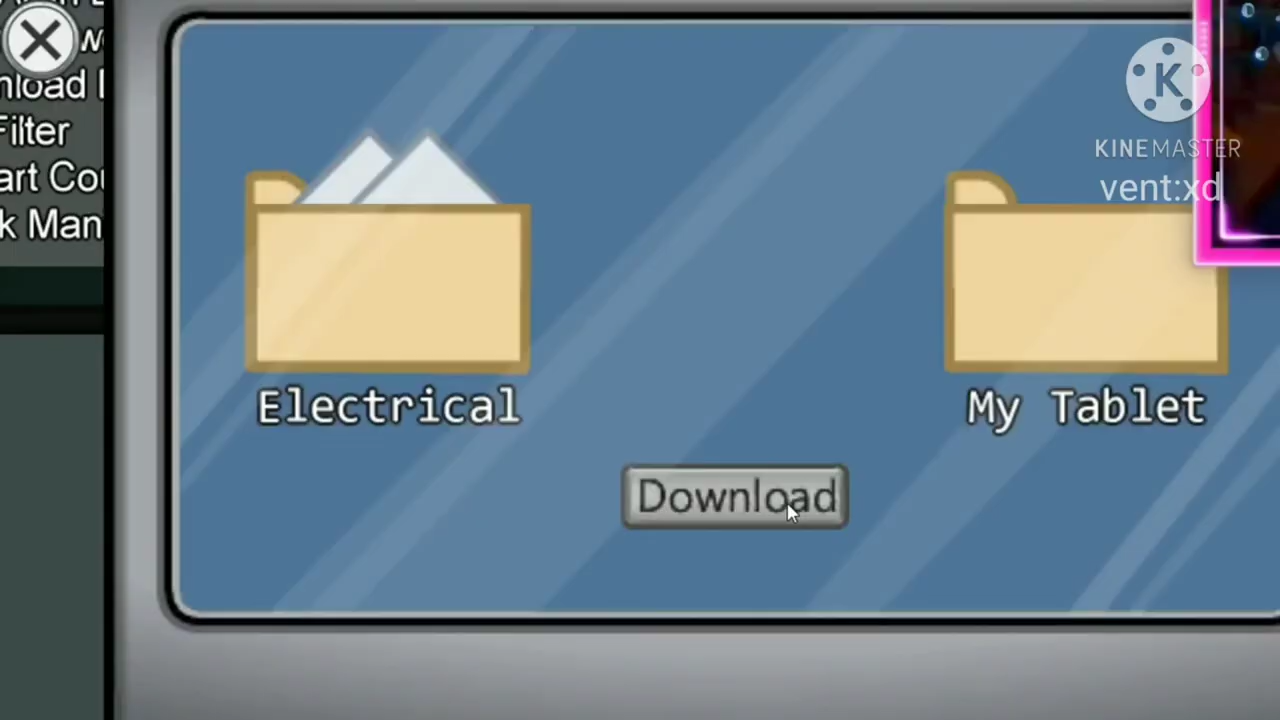 Filter
KINEMASTER
vent:xd
Electrical
My Tablet
Download